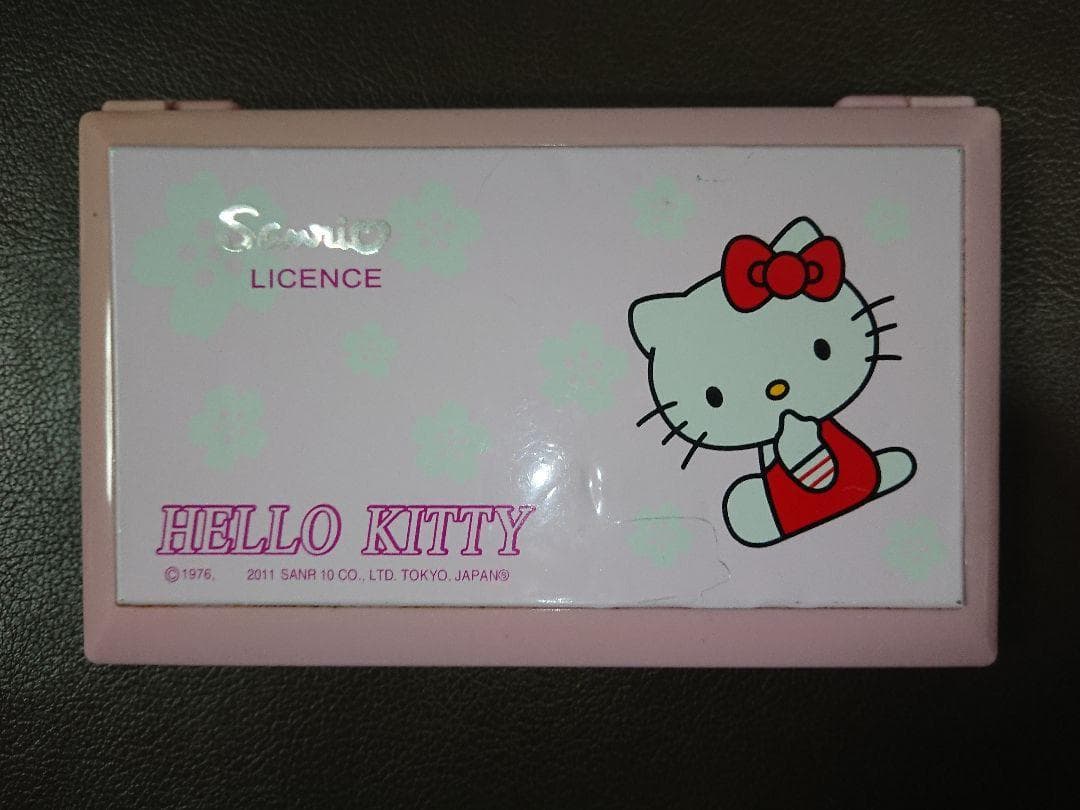 Sanrio
LICENCE
HELLO KITTY
©1976, 2011 SANR 10 CO., LTD. TOKYO, JAPAN®